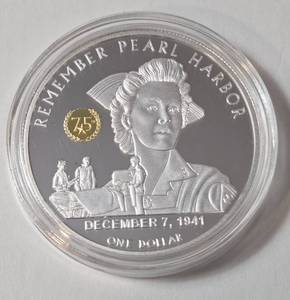 REMEMBER PEARL HARBOR
75
DECEMBER 7, 1941
ONE DOLLAR